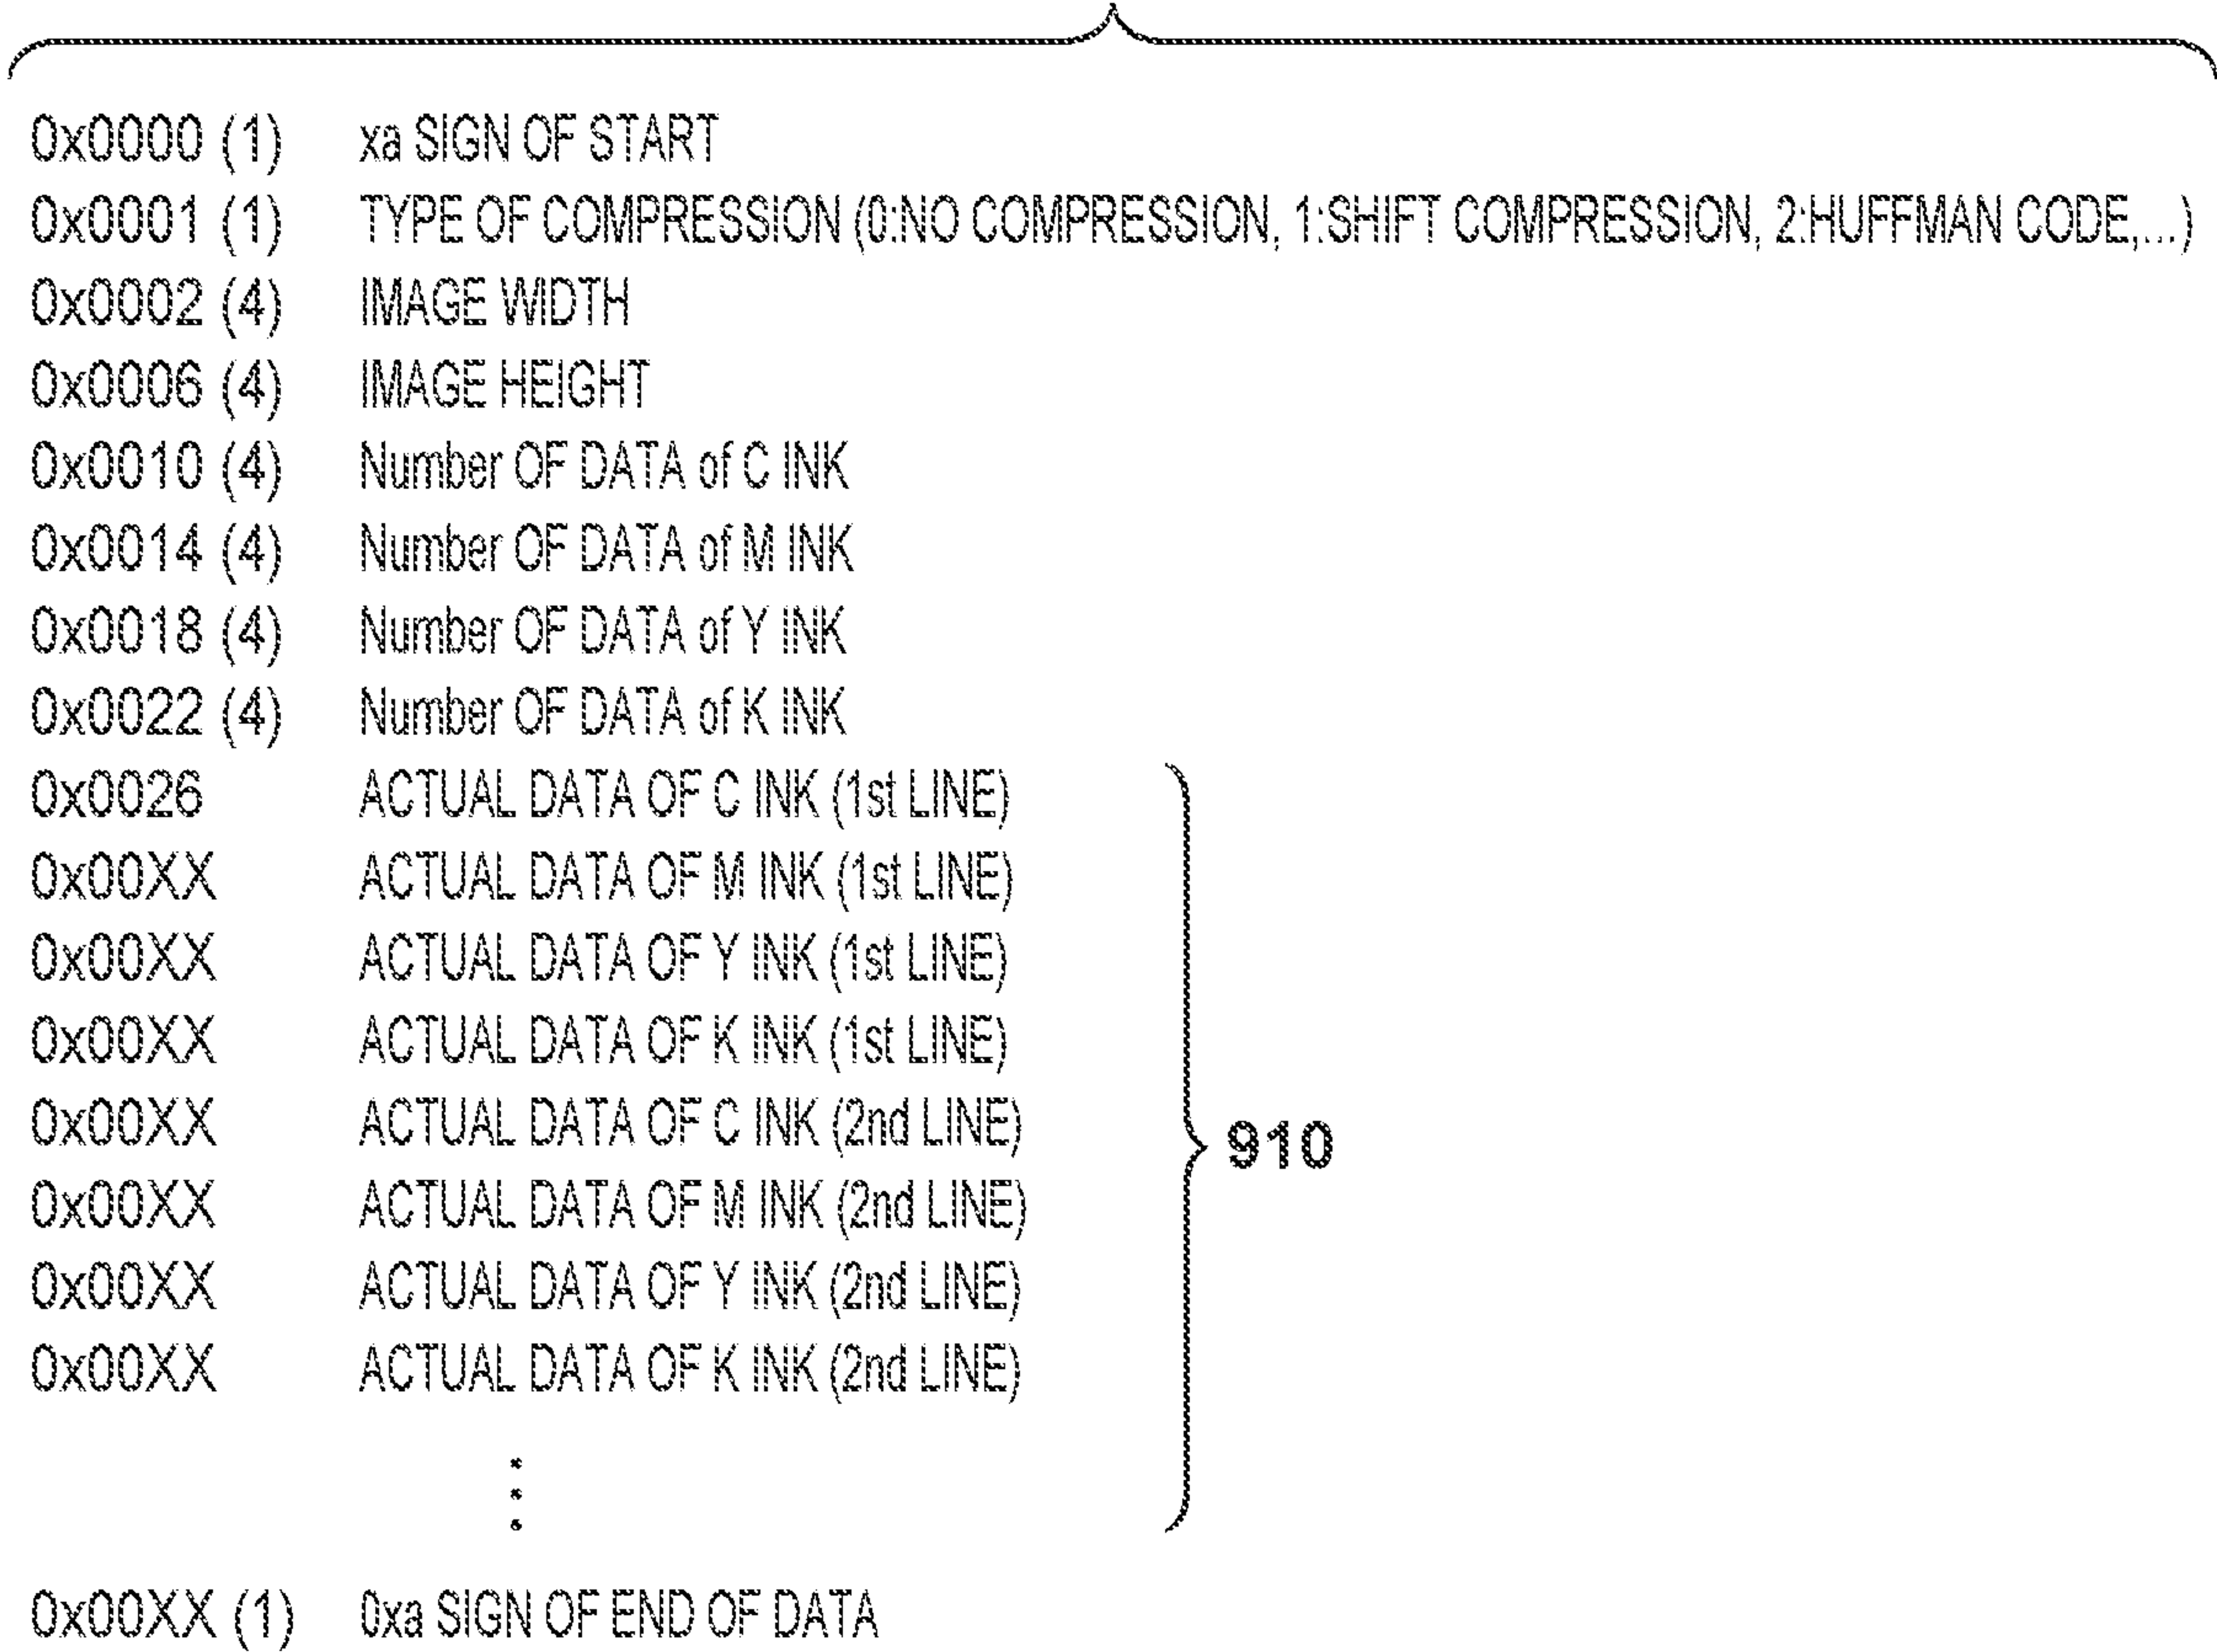 0x0000 (1) xa SIGN OF START
0x0001 (1) TYPE OF COMPRESSION (0:NO COMPRESSION, 1:SHIFT COMPRESSION, 2:HUFFMAN CODE,...)
0x0002 (4) IMAGE WIDTH
0x0006 (4) IMAGE HEIGHT
0x0010 (4) Number OF DATA of C INK
0x0014 (4) Number OF DATA of M INK
0x0018 (4) Number OF DATA of Y INK
0x0022 (4) Number OF DATA of K INK
0x0026 ACTUAL DATA OF C INK (1st LINE)
0x00XX ACTUAL DATA OF M INK (1st LINE)
0x00XX ACTUAL DATA OF Y INK (1st LINE)
0x00XX ACTUAL DATA OF K INK (1st LINE)
0x00XX ACTUAL DATA OF C INK (2nd LINE)
910
0x00XX ACTUAL DATA OF M INK (2nd LINE)
0x00XX ACTUAL DATA OF Y INK (2nd LINE)
0x00XX ACTUAL DATA OF K INK (2nd LINE)
0x00XX (1) 0xa SIGN OF END OF DATA